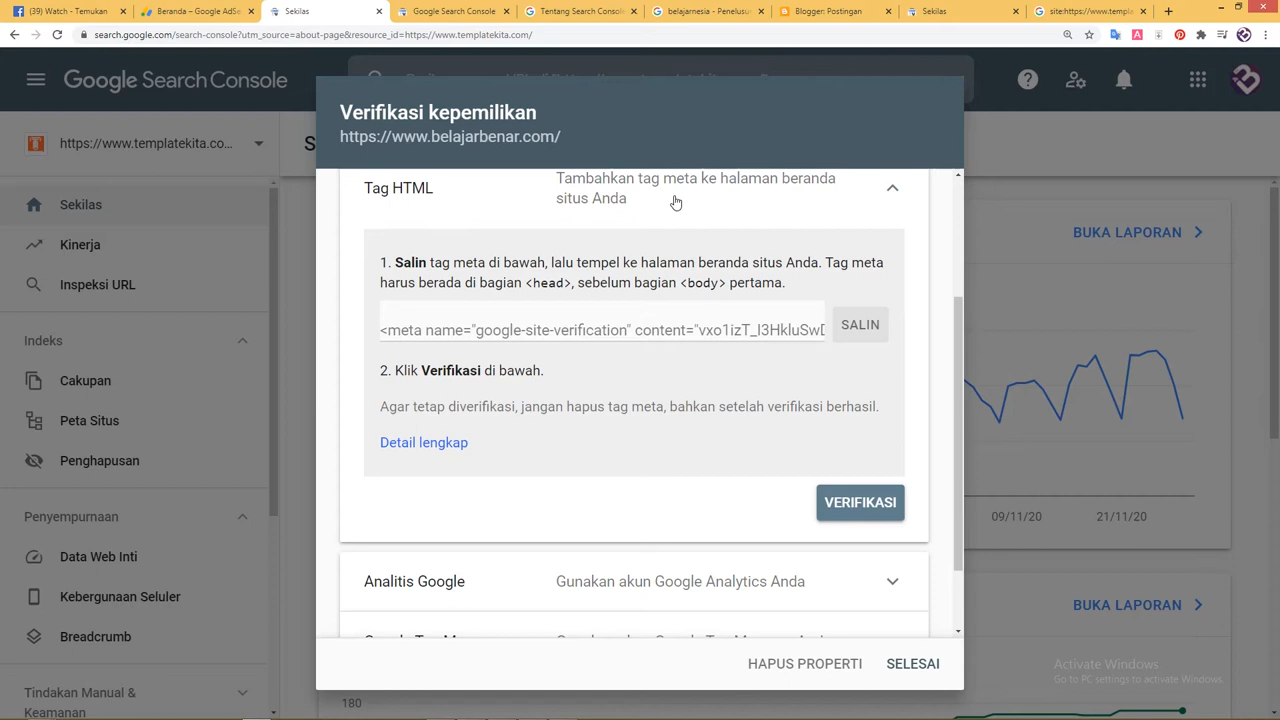 (39) Watch - Temukan
Beranda – Google AdSe
Sekilas
Google Search Console
Tentang Search Consol
belajarnesia - Penelusu
Blogger: Postingan
Sekilas
site:https://www.templatek
search.google.com/search-console?utm_source=about-page&resource_id=https://www.templatekita.com/
Google Search Console
https://www.templatekita.co...
Sekilas
Kinerja
Inspeksi URL
Indeks
Cakupan
Peta Situs
Penghapusan
Penyempurnaan
Data Web Inti
Kebergunaan Seluler
Breadcrumb
Tindakan Manual &
Keamanan
S
Verifikasi kepemilikan
https://www.belajarbenar.com/
Tag HTML
Tambahkan tag meta ke halaman beranda
situs Anda
1. Salin tag meta di bawah, lalu tempel ke halaman beranda situs Anda. Tag meta
harus berada di bagian <head>, sebelum bagian <body> pertama.
<meta name="google-site-verification" content="vxo1izT_I3HkluSwD
SALIN
2. Klik Verifikasi di bawah.
Agar tetap diverifikasi, jangan hapus tag meta, bahkan setelah verifikasi berhasil.
Detail lengkap
VERIFIKASI
Analitis Google
Gunakan akun Google Analytics Anda
HAPUS PROPERTI
SELESAI
BUKA LAPORAN
09/11/20
21/11/20
BUKA LAPORAN
Activate Windows
Go to PC settings to activate Windows.
180